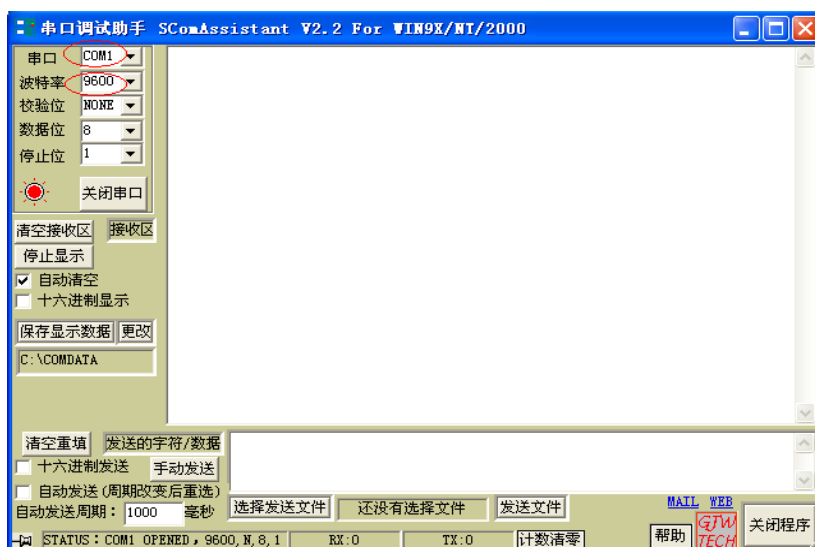 串口调试助手 SComAssistant V2.2 For WIN9X/NT/2000
串口 COM1
波特率 9600
校验位 NONE
数据位 8
停止位 1
关闭串口
清空接收区 接收区
停止显示
自动清空
十六进制显示
保存显示数据 更改
C:\COMDATA
清空重填 发送的字符/数据
十六进制发送 手动发送
自动发送(周期改变后重选)
自动发送周期: 1000 毫秒 选择发送文件 还没有选择文件 发送文件 MAIL WEB
STATUS: COM1 OPENED, 9600,N,8,1 RX:0 TX:0 计数清零 帮助 GTW TECH 关闭程序